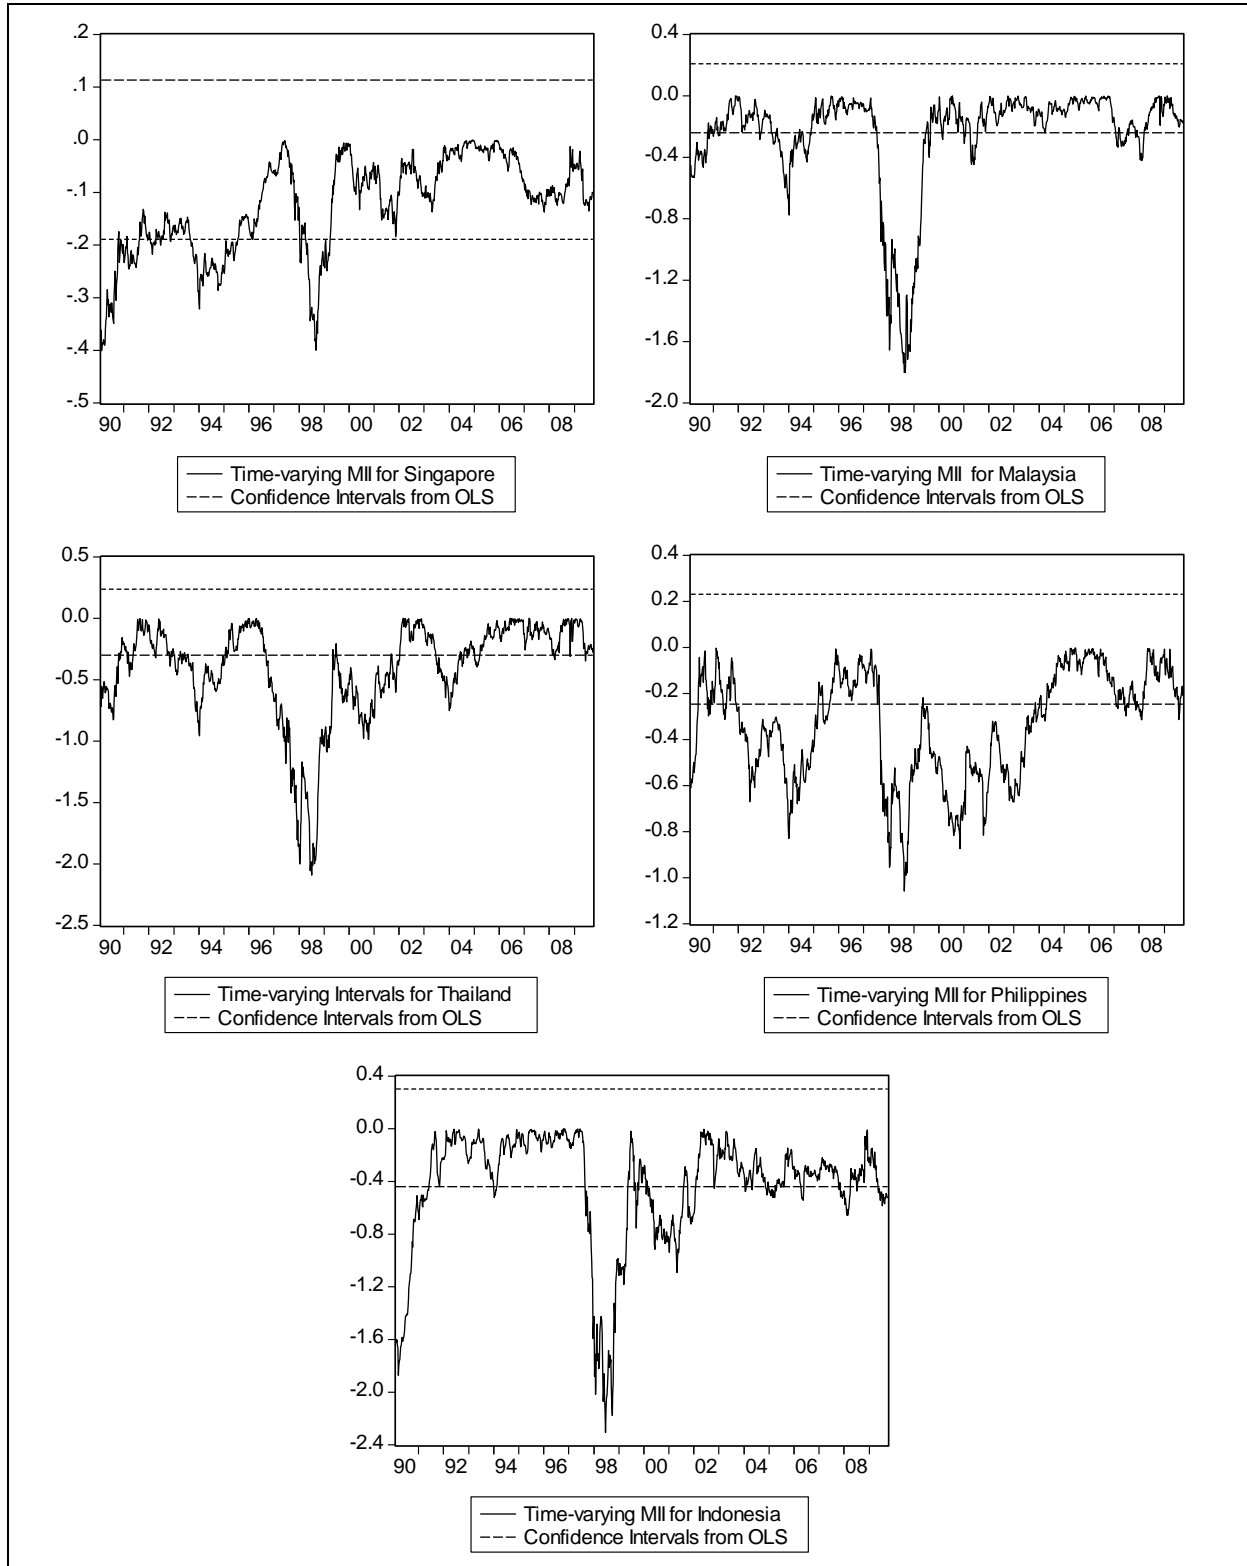 .2
.1
.0
-.1
-.2
-.3
-.4
-.5
90 92 94 96 98 00 02 04 06 08
Time-varying MII for Singapore
Confidence Intervals from OLS
0.4
0.0
-0.4
-0.8
-1.2
-1.6
-2.0
90 92 94 96 98 00 02 04 06 08
Time-varying MII for Malaysia
Confidence Intervals from OLS
0.5
0.0
-0.5
-1.0
-1.5
-2.0
-2.5
90 92 94 96 98 00 02 04 06 08
Time-varying Intervals for Thailand
Confidence Intervals from OLS
0.4
0.2
0.0
-0.2
-0.4
-0.6
-0.8
-1.0
-1.2
90 92 94 96 98 00 02 04 06 08
Time-varying MII for Philippines
Confidence Intervals from OLS
0.4
0.0
-0.4
-0.8
-1.2
-1.6
-2.0
-2.4
90 92 94 96 98 00 02 04 06 08
Time-varying MII for Indonesia
Confidence Intervals from OLS